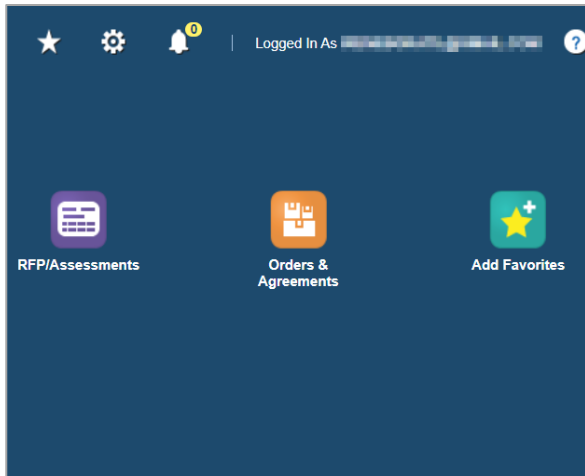 0
Logged In As
?
RFP/Assessments
Orders &
Agreements
Add Favorites